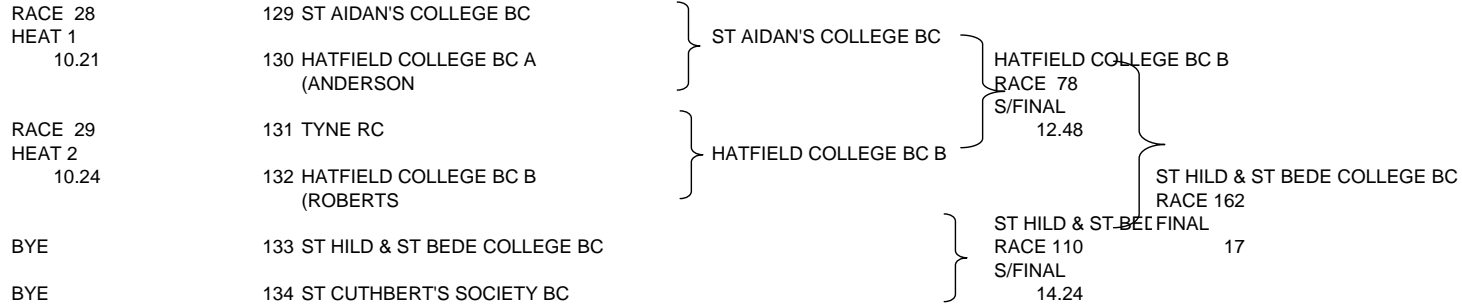 RACE 28 129 ST AIDAN'S COLLEGE BC
HEAT 1 ST AIDAN'S COLLEGE BC
10.21 130 HATFIELD COLLEGE BC A HATFIELD COLLEGE BC B
(ANDERSON RACE 78
S/FINAL
RACE 29 131 TYNE RC 12.48
HEAT 2 HATFIELD COLLEGE BC B
10.24 132 HATFIELD COLLEGE BC B ST HILD & ST BEDE COLLEGE BC
(ROBERTS RACE 162
ST HILD & ST BED FINAL
BYE 133 ST HILD & ST BEDE COLLEGE BC RACE 110 17
S/FINAL
BYE 134 ST CUTHBERT'S SOCIETY BC 14.24